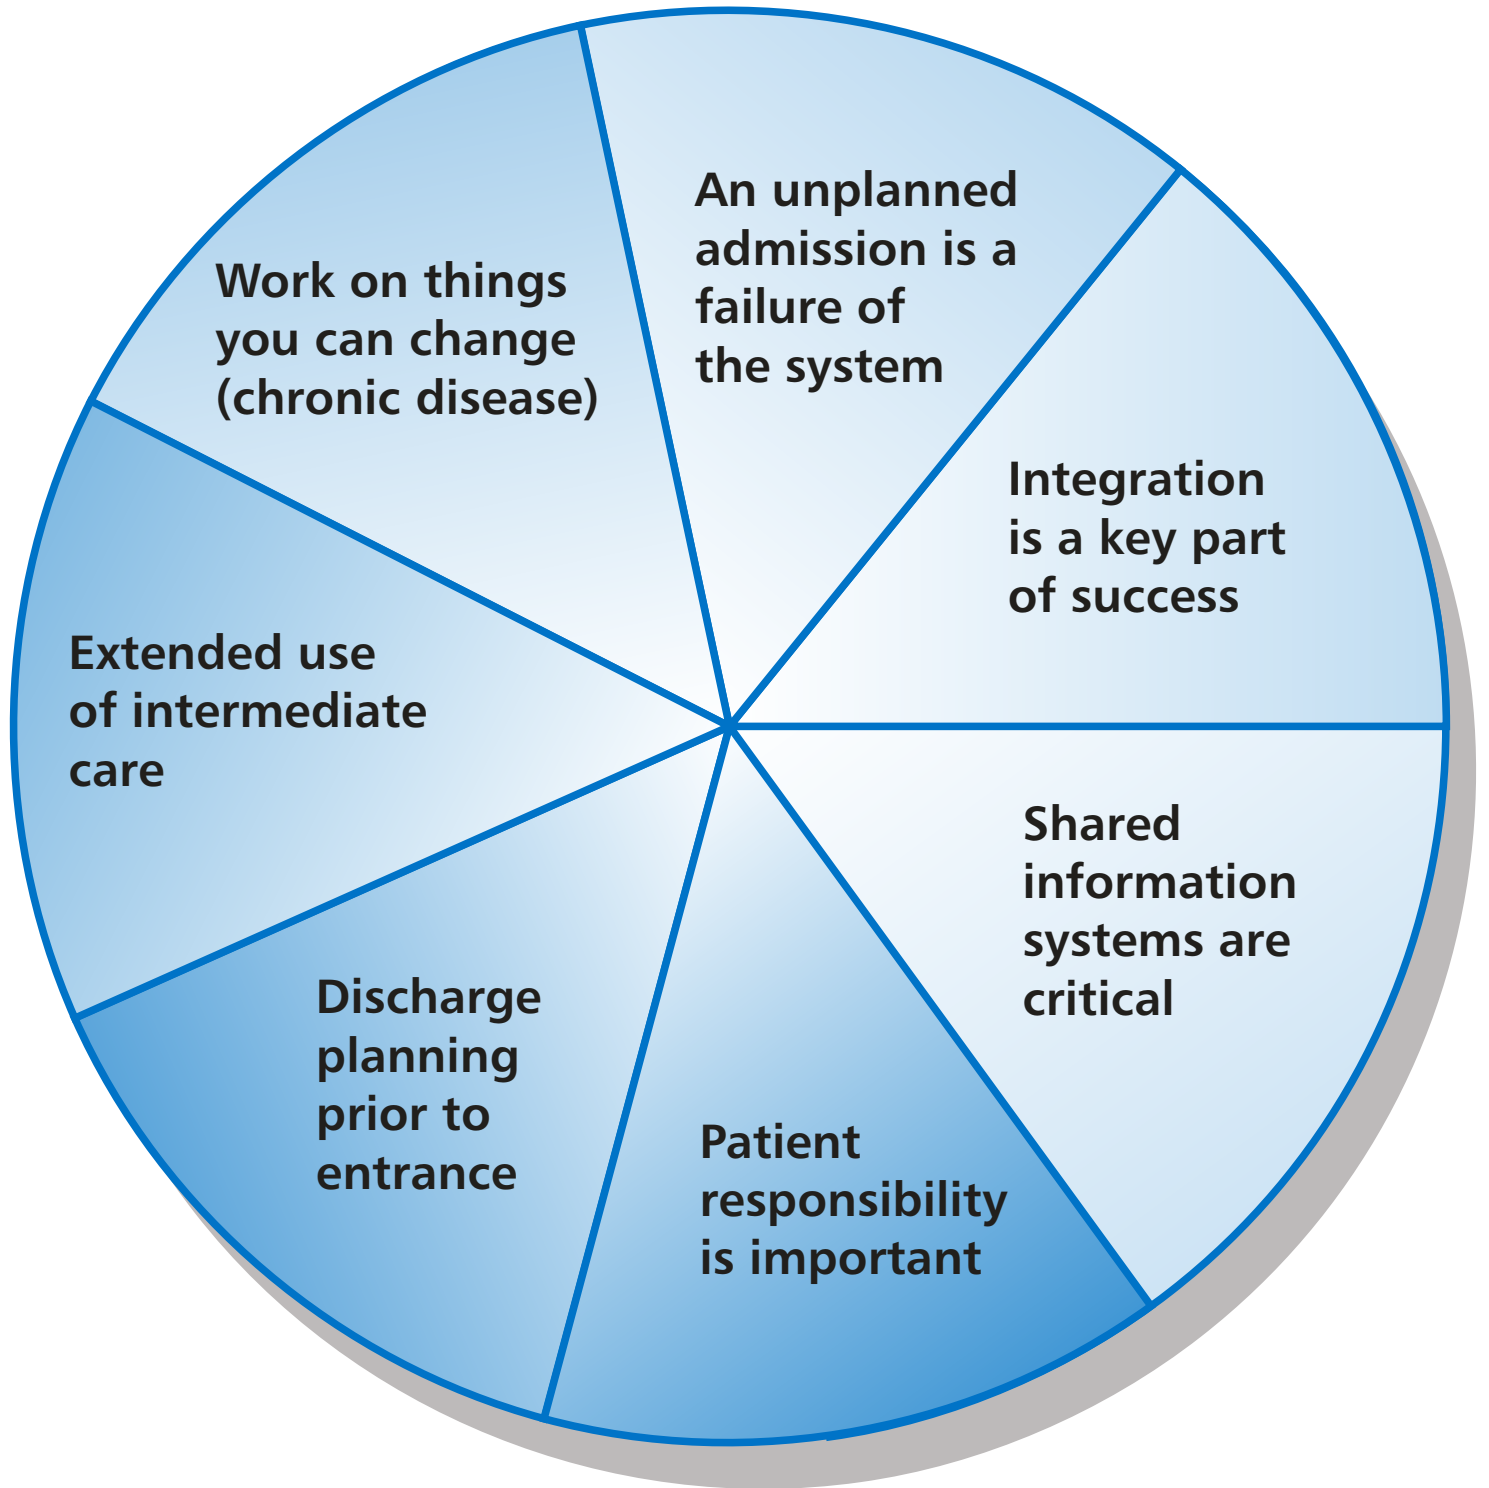 An unplanned
admission is a
failure of
the system
Integration
is a key part
of success
Shared
information
systems are
critical
Patient
responsibility
is important
Discharge
planning
prior to
entrance
Extended use
of intermediate
care
Work on things
you can change
(chronic disease)